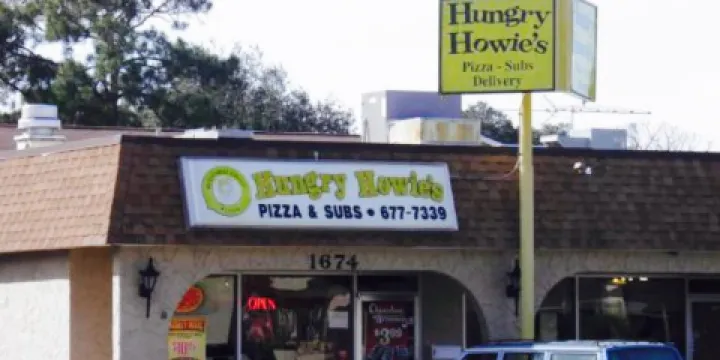 Hungry
Howie's
Pizza - Subs
Delivery
Hungry Howie's
PIZZA & SUBS • 677-7339
1674
OPEN
$3.99